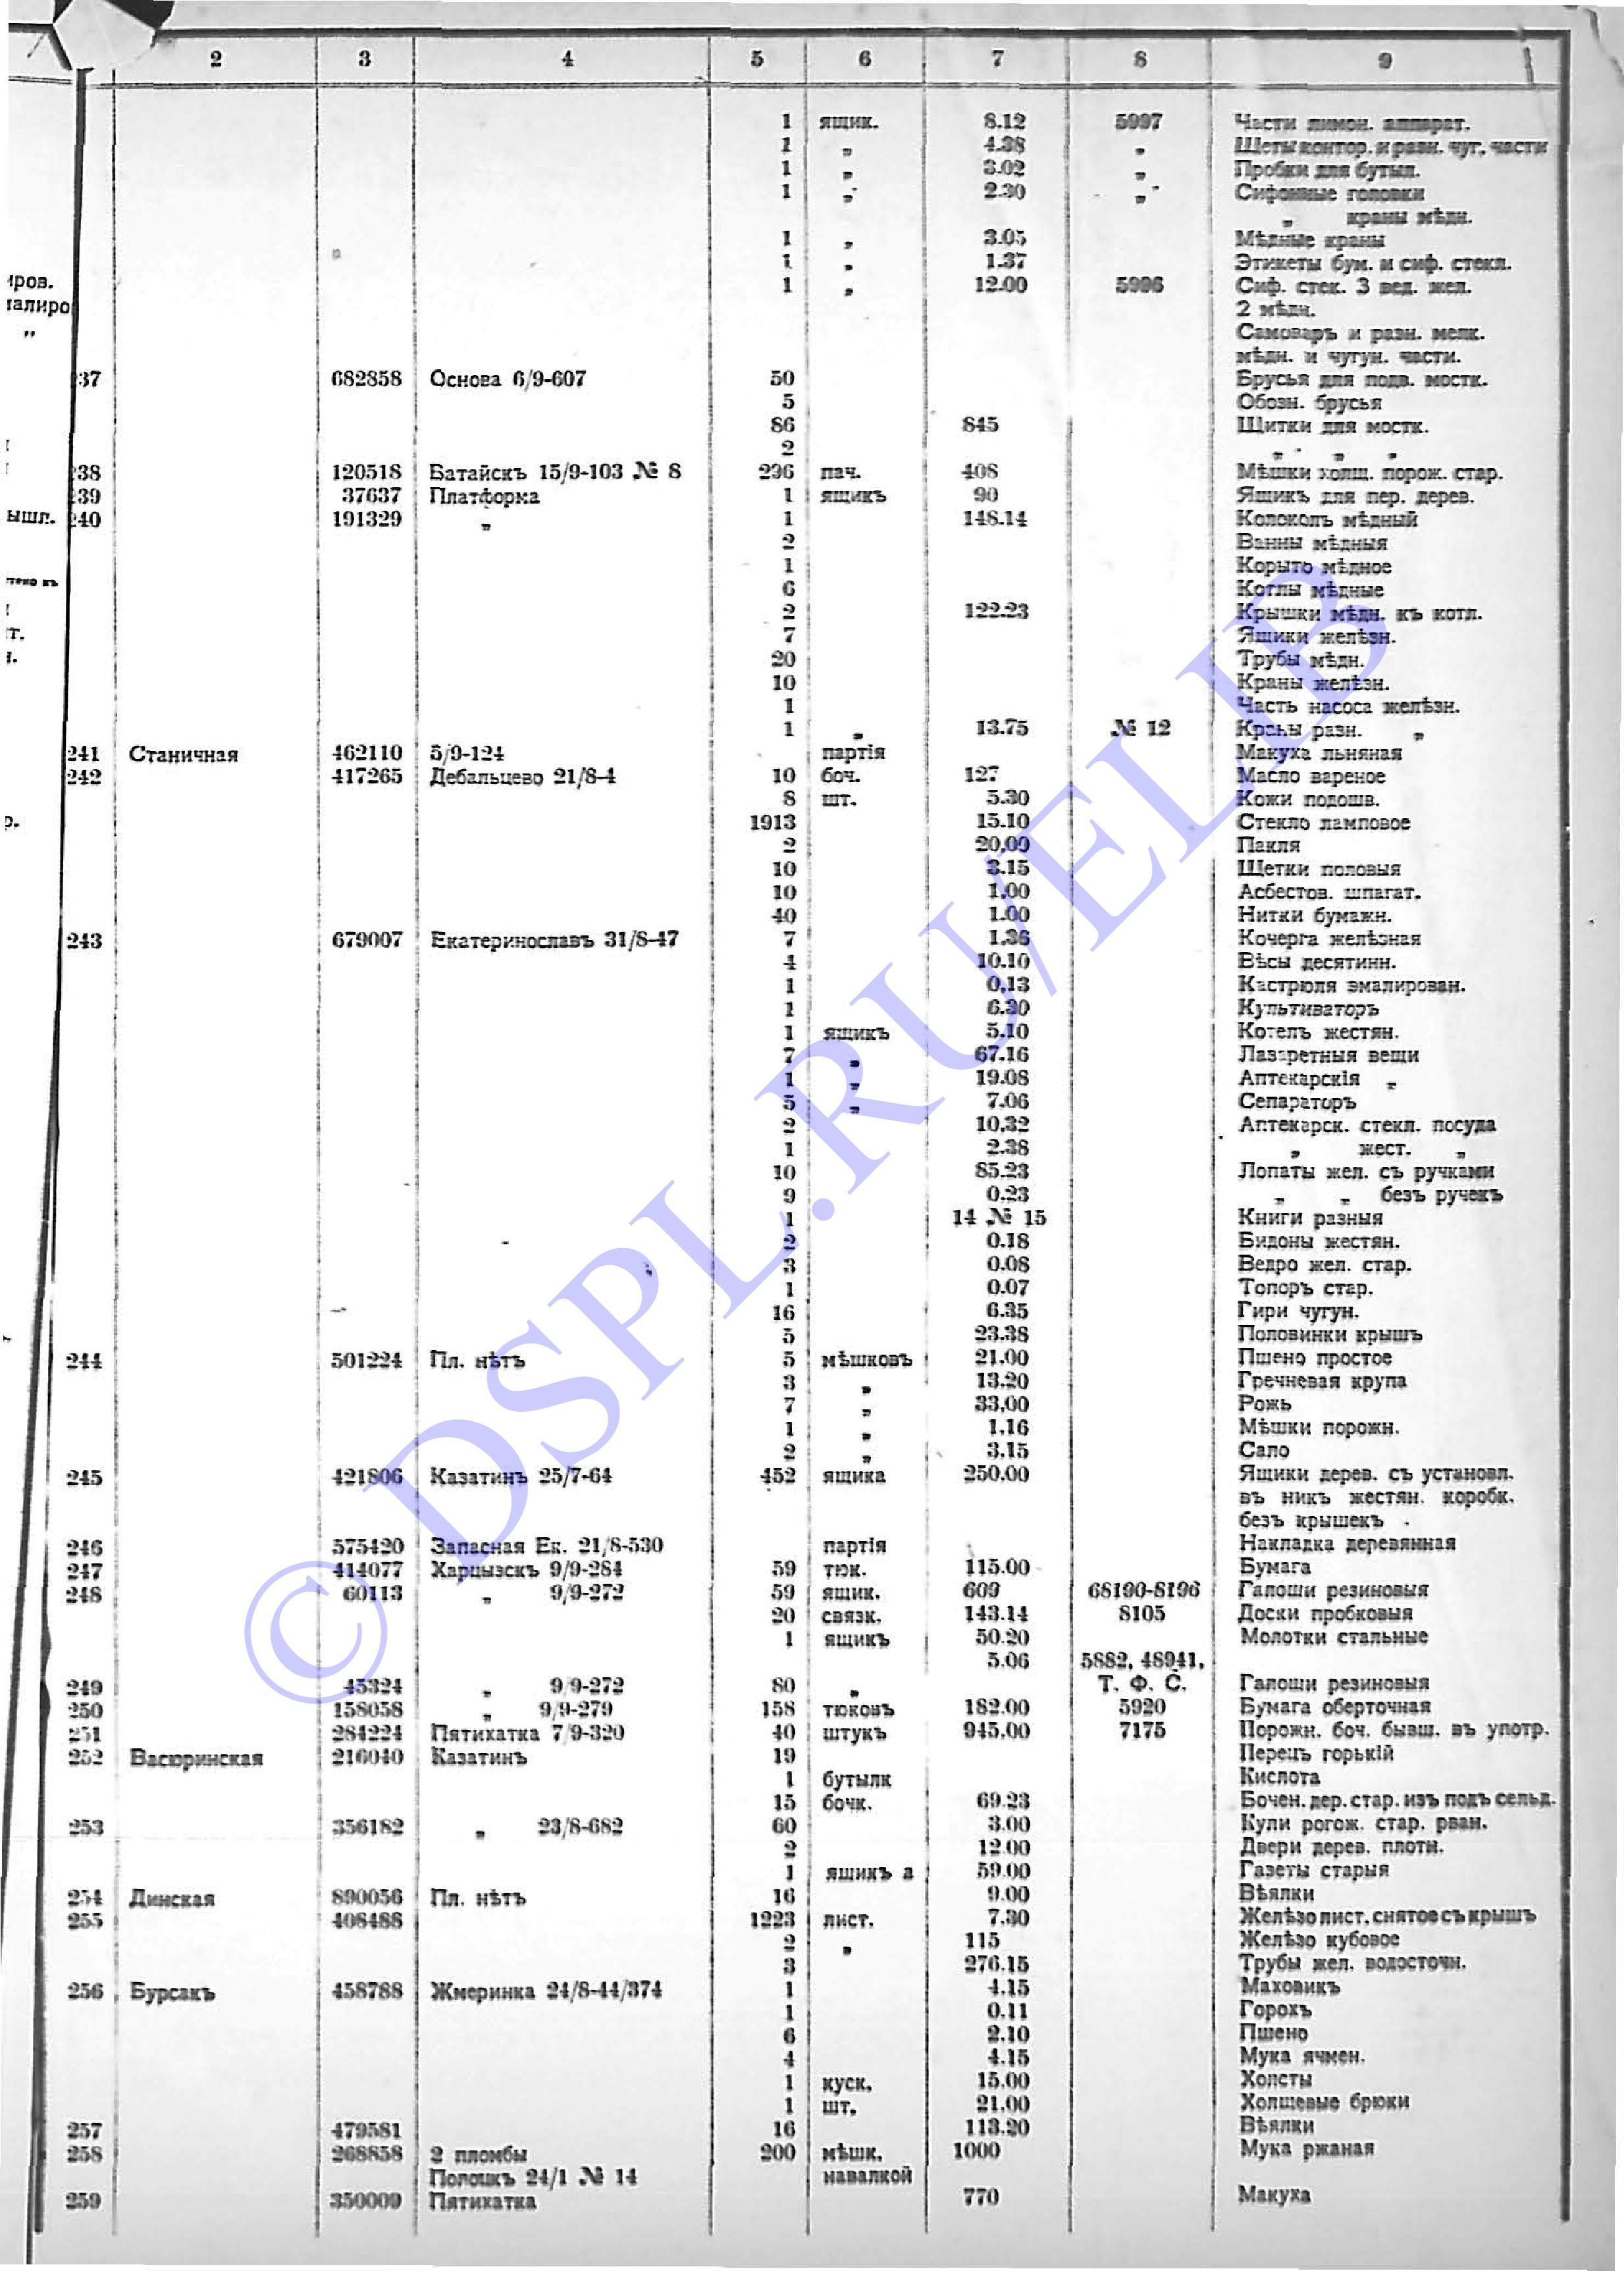 2 3 4 5 6 7 8 9
1 ящик. 8.12 5997 Части лимон. аппарат.
1 „ 4.38 „ Щеты контор. и разн. чуг. части
1 „ 3.02 „ Пробки для бутыл.
1 „ 2.30 „ Сифонные головки
„ краны мѣдн.
1 „ 3.05 Мѣдные краны
1 „ 1.37 Этикеты бум. и сиф. стекл.
1 „ 12.00 5996 Сиф. стек. 3 вед. жел.
2 мѣдн.
Самоваръ и разн. мелк.
мѣдн. и чугун. части.
237 682858 Основа 6/9-607 50 Брусья для подв. мостк.
5 Обозн. брусья
86 845 Щитки для мостк.
2 „ „ „
238 120518 Батайскъ 15/9-103 № 8 296 пач. 408 Мѣшки холщ. порож. стар.
239 37637 Платформа 1 ящикъ 90 Ящикъ для пер. дерев.
240 191329 „ 1 148.14 Колоколъ мѣдный
2 Ванны мѣдныя
1 Корыто мѣдное
6 Котлы мѣдные
2 122.23 Крышки мѣдн. къ котл.
7 Ящики желѣзн.
20 Трубы мѣдн.
10 Краны желѣзн.
1 Часть насоса желѣзн.
1 „ 13.75 № 12 Краны разн. „
241 Станичная 462110 5/9-124 партія Макуха льняная
242 417265 Дебальцево 21/8-4 10 боч. 127 Масло вареное
8 шт. 5.30 Кожи подошв.
1913 15.10 Стекло ламповое
2 20,00 Пакля
10 3.15 Щетки половыя
10 1,00 Асбестов. шпагат.
40 1.00 Нитки бумажн.
243 679007 Екатеринославъ 31/8-47 7 1,36 Кочерга желѣзная
4 10.10 Вѣсы десятинн.
1 0,13 Кастрюля эмалирован.
1 6.30 Культиваторъ
1 ящикъ 5.10 Котелъ жестян.
7 „ 67.16 Лазаретныя вещи
1 „ 19.08 Аптекарскія „
5 „ 7.06 Сепараторъ
2 10,32 Аптекарск. стекл. посуда
1 2.38 „ жест. „
10 85.23 Лопаты жел. съ ручками
9 0.23 „ „ безъ ручекъ
1 14 № 15 Книги разныя
2 0.18 Бидоны жестян.
3 0.08 Ведро жел. стар.
1 0.07 Топоръ стар.
16 6.35 Гири чугун.
5 23.38 Половинки крышъ
244 501224 Пл. нѣтъ 5 мѣшковъ 21.00 Пшено простое
3 „ 13.20 Гречневая крупа
7 „ 33,00 Рожь
1 „ 1.16 Мѣшки порожн.
2 „ 3.15 Сало
245 421806 Казатинъ 25/7-64 452 ящика 250.00 Ящики дерев. съ установл.
въ никъ жестян. коробк.
безъ крышекъ
246 575420 Запасная Ек. 21/8-530 партія Накладка деревянная
247 414077 Харцызскъ 9/9-284 59 тюк. 115.00 Бумага
248 60113 „ 9/9-272 59 ящик. 609 68190-8196 Галоши резиновыя
20 связк. 143.14 8105 Доски пробковыя
1 ящикъ 50.20 Молотки стальные
5.06 5882, 48941,
249 45324 „ 9/9-272 80 „ Т. Ф. С. Галоши резиновыя
250 158058 „ 9/9-279 158 тюковъ 182.00 5920 Бумага оберточная
251 284224 Пятихатка 7/9-320 40 штукъ 945.00 7175 Порожн. боч. бывш. въ употр.
252 Васюринская 216040 Казатинъ 19 Перецъ горькій
1 бутылк Кислота
15 бочк. 69.23 Бочен. дер. стар. изъ подъ сельд.
253 356182 „ 23/8-682 60 3.00 Кули рогож. стар. рван.
2 12.00 Двери дерев. плотн.
1 ящикъ а 59.00 Газеты старыя
254 Динская 890056 Пл. нѣтъ 16 9.00 Вѣялки
255 408488 1223 лист. 7.30 Желѣзо лист. снятое съ крышъ
2 „ 115 Желѣзо кубовое
3 276.15 Трубы жел. водосточн.
256 Бурсакъ 458788 Жмеринка 24/8-44/374 1 4.15 Маховикъ
1 0.11 Горохъ
6 2.10 Пшено
4 4.15 Мука ячмен.
1 куск. 15.00 Холсты
1 шт. 21.00 Холщевые брюки
257 479581 16 113.20 Вѣялки
258 268858 2 пломбы 200 мѣшк. 1000 Мука ржаная
Полоцкъ 24/1 № 14 навалкой
259 350009 Пятихатка 770 Макуха
© DSPL.RU/ELIB